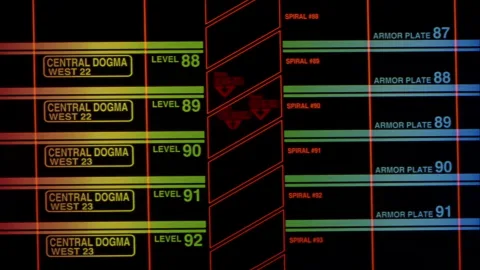 SPIRAL #88
ARMOR PLATE 87
CENTRAL DOGMA
WEST 22
LEVEL 88
SPIRAL #89
ARMOR PLATE 88
CENTRAL DOGMA
WEST 22
LEVEL 89
SPIRAL #90
ARMOR PLATE 89
CENTRAL DOGMA
WEST 23
LEVEL 90
SPIRAL #91
ARMOR PLATE 90
CENTRAL DOGMA
WEST 23
LEVEL 91
SPIRAL #92
ARMOR PLATE 91
CENTRAL DOGMA
WEST 23
LEVEL 92
SPIRAL #93